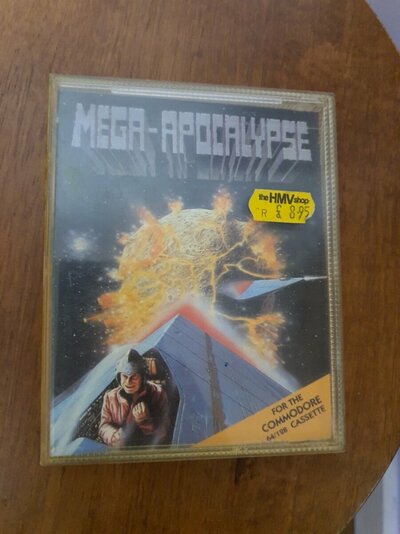 MEGA-APOCALYPSE
the HMV shop
R £ 8.95
FOR THE
COMMODORE
64/128 CASSETTE